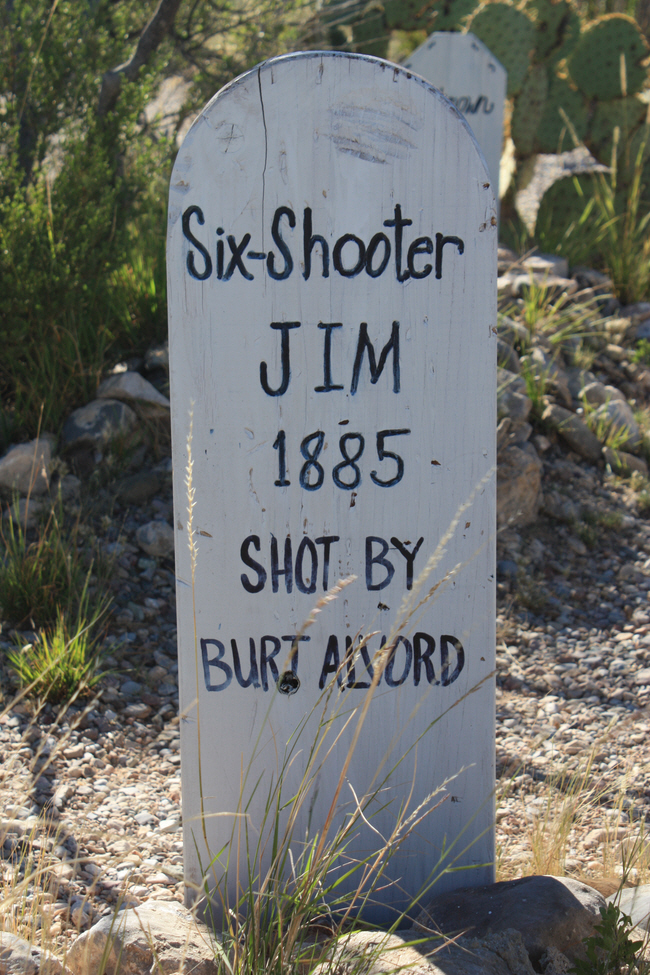 Six-Shooter
JIM
1885
SHOT BY
BURT ALVORD